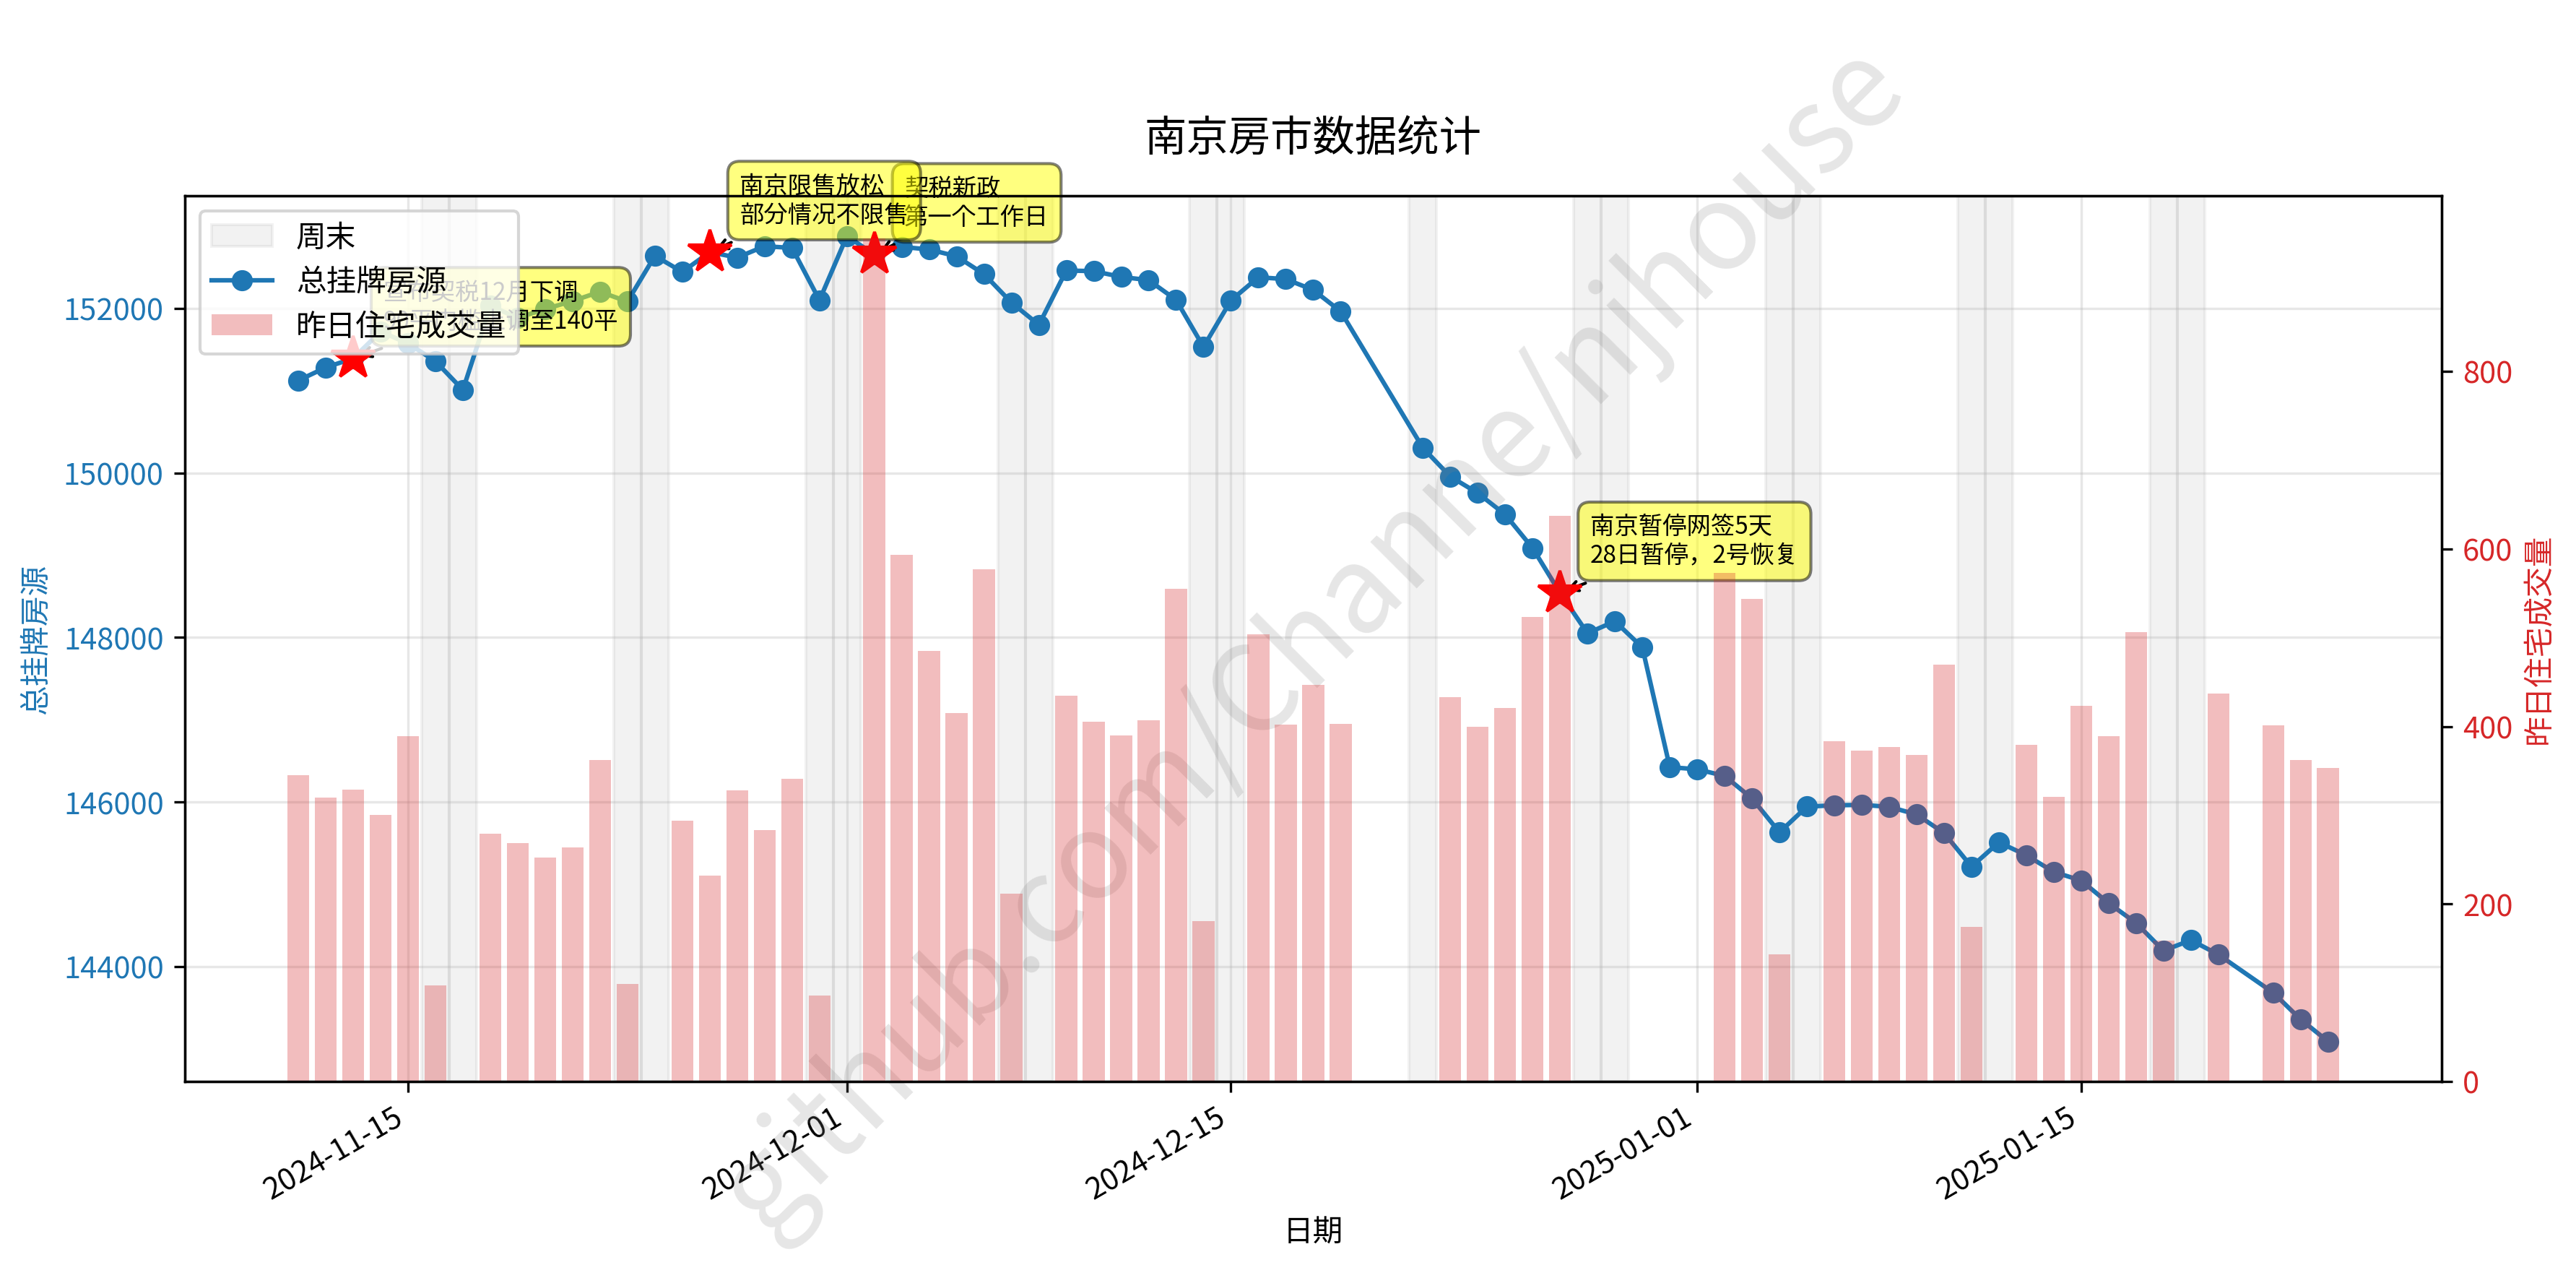 南京房市数据统计
南京限售放松
部分情况不限售
契税新政
第一个工作日
周末
总挂牌房源
昨日住宅成交量
契税12月下调
调至140平
南京暂停网签5天
28日暂停，2号恢复
152000
150000
148000
146000
144000
总挂牌房源
800
600
400
200
0
昨日住宅成交量
2024-11-15
2024-12-01
2024-12-15
2025-01-01
2025-01-15
日期
github.com/Channe/njhouse